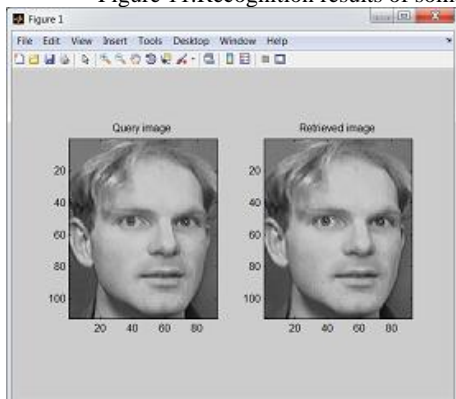 Figure 11.Recognition results of som
Figure 1
File Edit View Insert Tools Desktop Window Help
Query image
Retrieved image
20
40
60
80
100
20 40 60 80
20
40
60
80
100
20 40 60 80